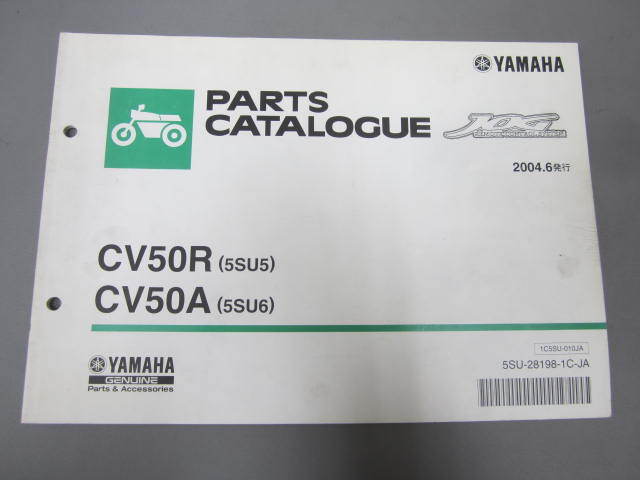 YAMAHA
PARTS
CATALOGUE
JOG
2004.6発行
CV50R (5SU5)
CV50A (5SU6)
1C5SU-010JA
YAMAHA
GENUINE
Parts & Accessories
5SU-28198-1C-JA